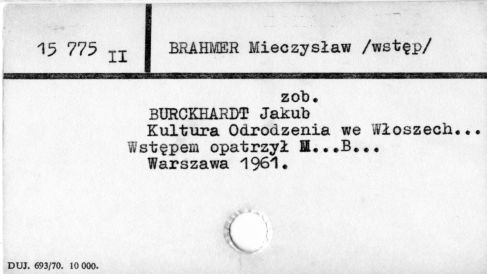 15 775 II
BRAHMER Mieczysław /wstęp/
zob.
BURCKHARDT Jakub
Kultura Odrodzenia we Włoszech...
Wstępem opatrzył M...B...
Warszawa 1961.
DUJ. 693/70. 10 000.